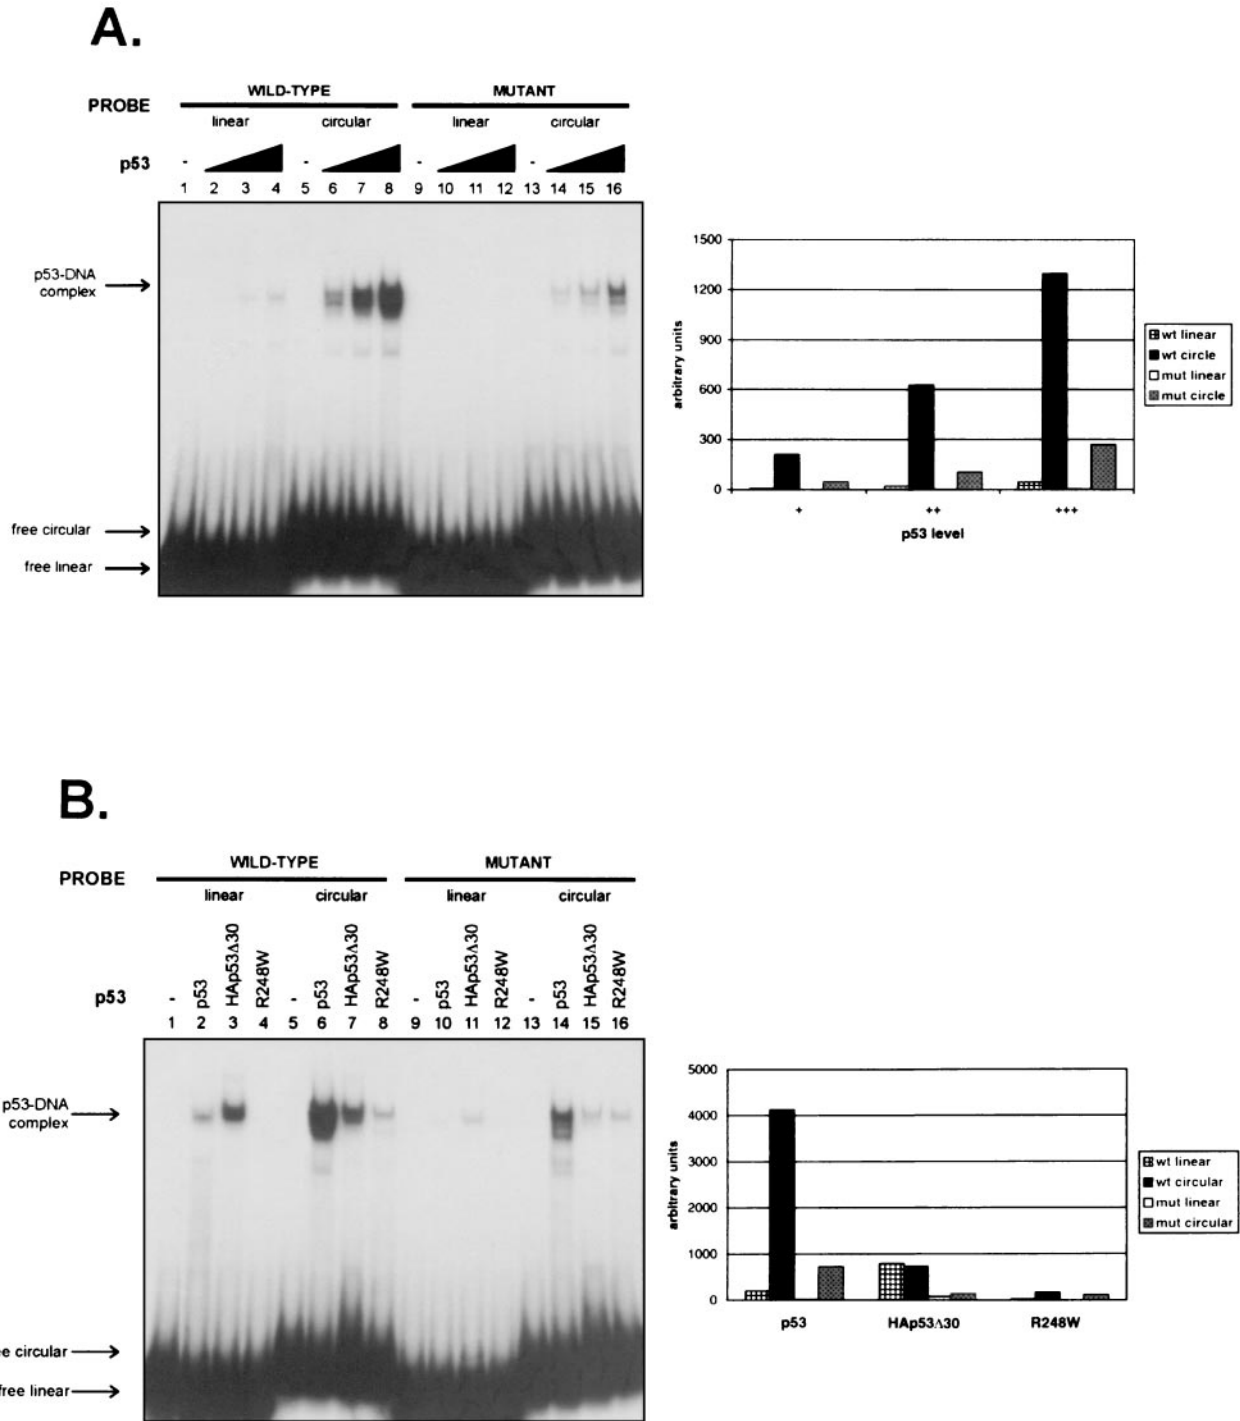 A.
WILD-TYPE MUTANT
PROBE
linear circular linear circular
p53 - - - -
1 2 3 4 5 6 7 8 9 10 11 12 13 14 15 16
p53-DNA
complex
free circular
free linear
1500
1200
900
600
300
0
arbitrary units
+ ++ +++
p53 level
wt linear
wt circle
mut linear
mut circle
B.
WILD-TYPE MUTANT
PROBE
linear circular linear circular
p53 - p53 HAp53Δ30 R248W - p53 HAp53Δ30 R248W - p53 HAp53Δ30 R248W - p53 HAp53Δ30 R248W
1 2 3 4 5 6 7 8 9 10 11 12 13 14 15 16
p53-DNA
complex
ee circular
free linear
5000
4000
3000
2000
1000
0
arbitrary units
p53 HAp53Δ30 R248W
wt linear
wt circular
mut linear
mut circular